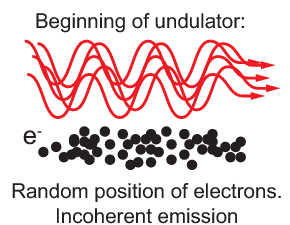 Beginning of undulator:
e-
Random position of electrons.
Incoherent emission